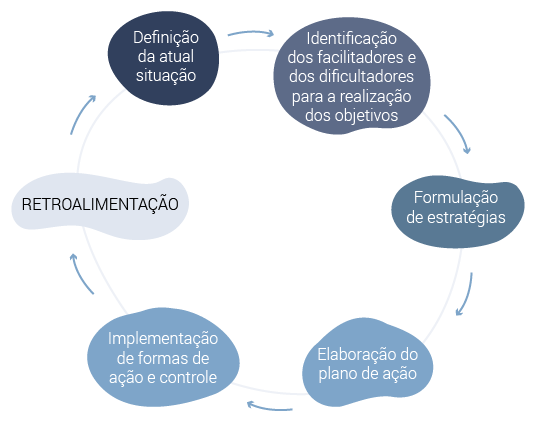 Definição
da atual
situação
Identificação
dos facilitadores e
dos dificultadores
para a realização
dos objetivos
Formulação
de estratégias
Elaboração do
plano de ação
Implementação
de formas de
ação e controle
RETROALIMENTAÇÃO